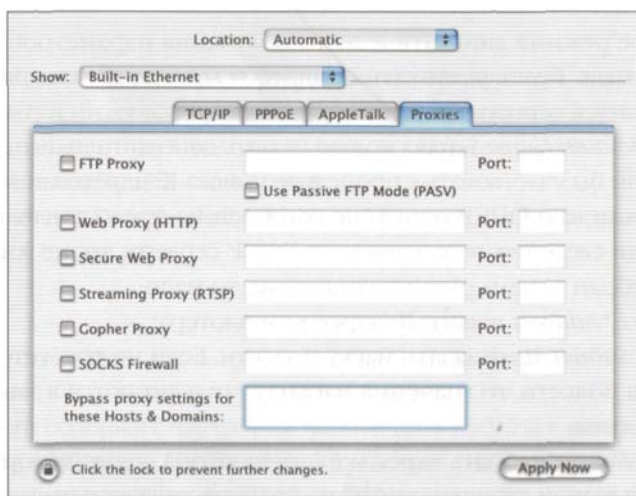 Location: Automatic
Show: Built-in Ethernet
TCP/IP PPPoE AppleTalk Proxies
FTP Proxy Port:
Use Passive FTP Mode (PASV)
Web Proxy (HTTP) Port:
Secure Web Proxy Port:
Streaming Proxy (RTSP) Port:
Gopher Proxy Port:
SOCKS Firewall Port:
Bypass proxy settings for
these Hosts & Domains:
Click the lock to prevent further changes. Apply Now